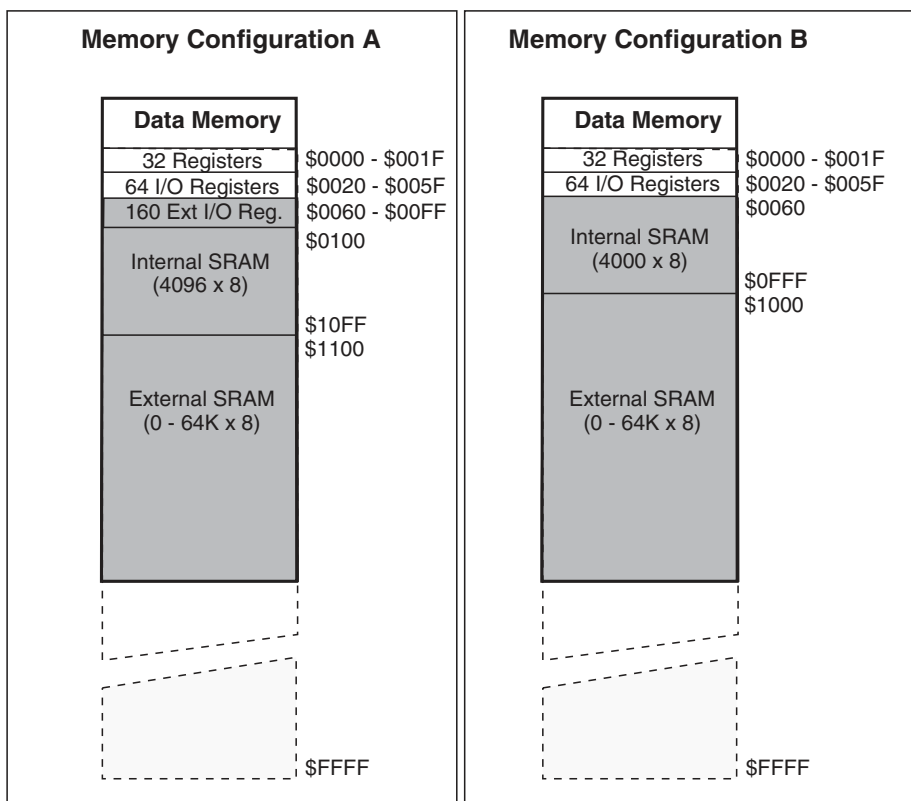 Memory Configuration A
Data Memory
32 Registers
$0000 - $001F
64 I/O Registers
$0020 - $005F
160 Ext I/O Reg.
$0060 - $00FF
$0100
Internal SRAM
(4096 x 8)
$10FF
$1100
External SRAM
(0 - 64K x 8)
$FFFF
Memory Configuration B
Data Memory
32 Registers
$0000 - $001F
64 I/O Registers
$0020 - $005F
$0060
Internal SRAM
(4000 x 8)
$0FFF
$1000
External SRAM
(0 - 64K x 8)
$FFFF